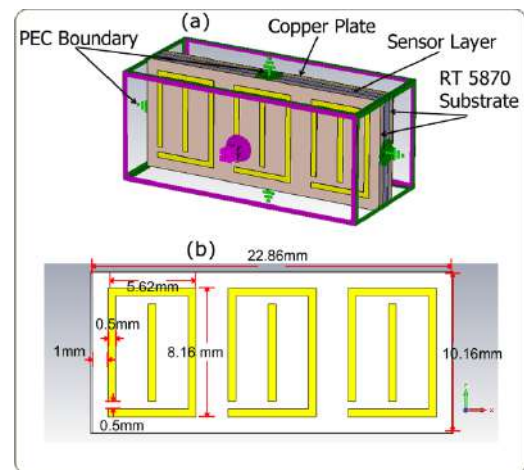 (a)
Copper Plate
PEC Boundary
Sensor Layer
RT 5870
Substrate
(b)
22.86mm
5.62mm
0.5mm
1mm
8.16 mm
10.16mm
0.5mm